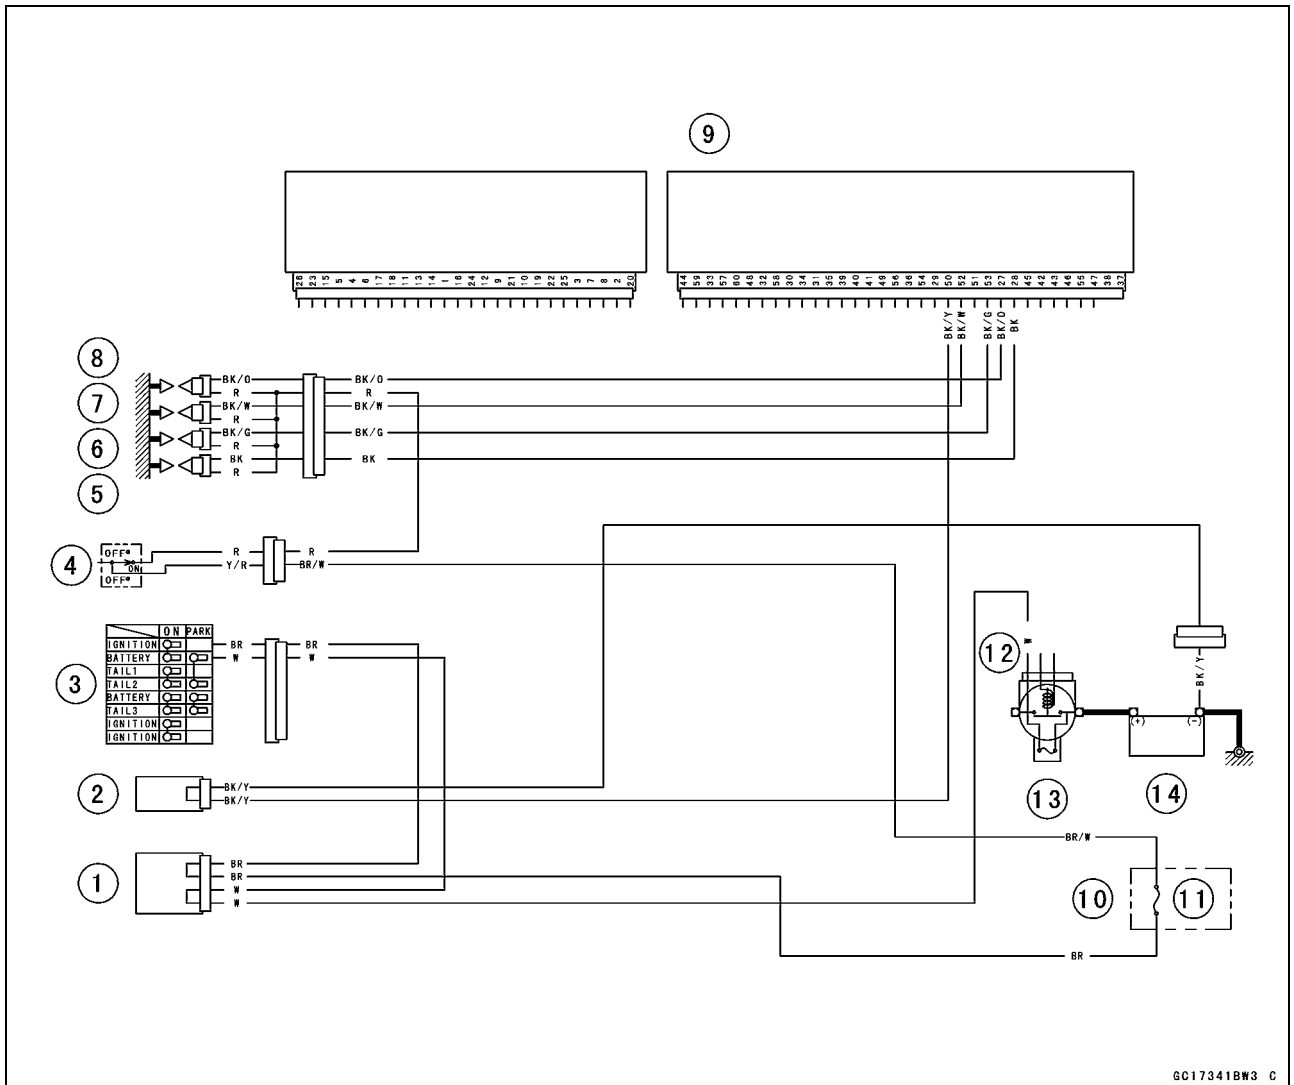 9
26 23 15 5 4 6 17 18 11 13 14 1 16 24 12 9 21 10 19 22 25 3 7 8 2 20
44 59 33 57 60 48 32 58 30 34 31 35 39 40 41 49 56 36 54 29 50 52 51 53 27 28 45 42 43 46 55 47 38 37
BK/Y BK/W BK/G BK/O BK
8
BK/O BK/O
R R
7
BK/W BK/W
R
6
BK/G BK/G
R
BK BK
R
5
4
OFF
ON
OFF
R R
Y/R BR/W
3
ON PARK
IGNITION BR BR
BATTERY W W
TAIL1
TAIL2
BATTERY
TAIL3
IGNITION
IGNITION
12
W
BK/Y
(+) (-)
13
14
2
BK/Y
BK/Y
1
BR
BR
W
W
BR/W
10
11
BR
GC17341BW3 C